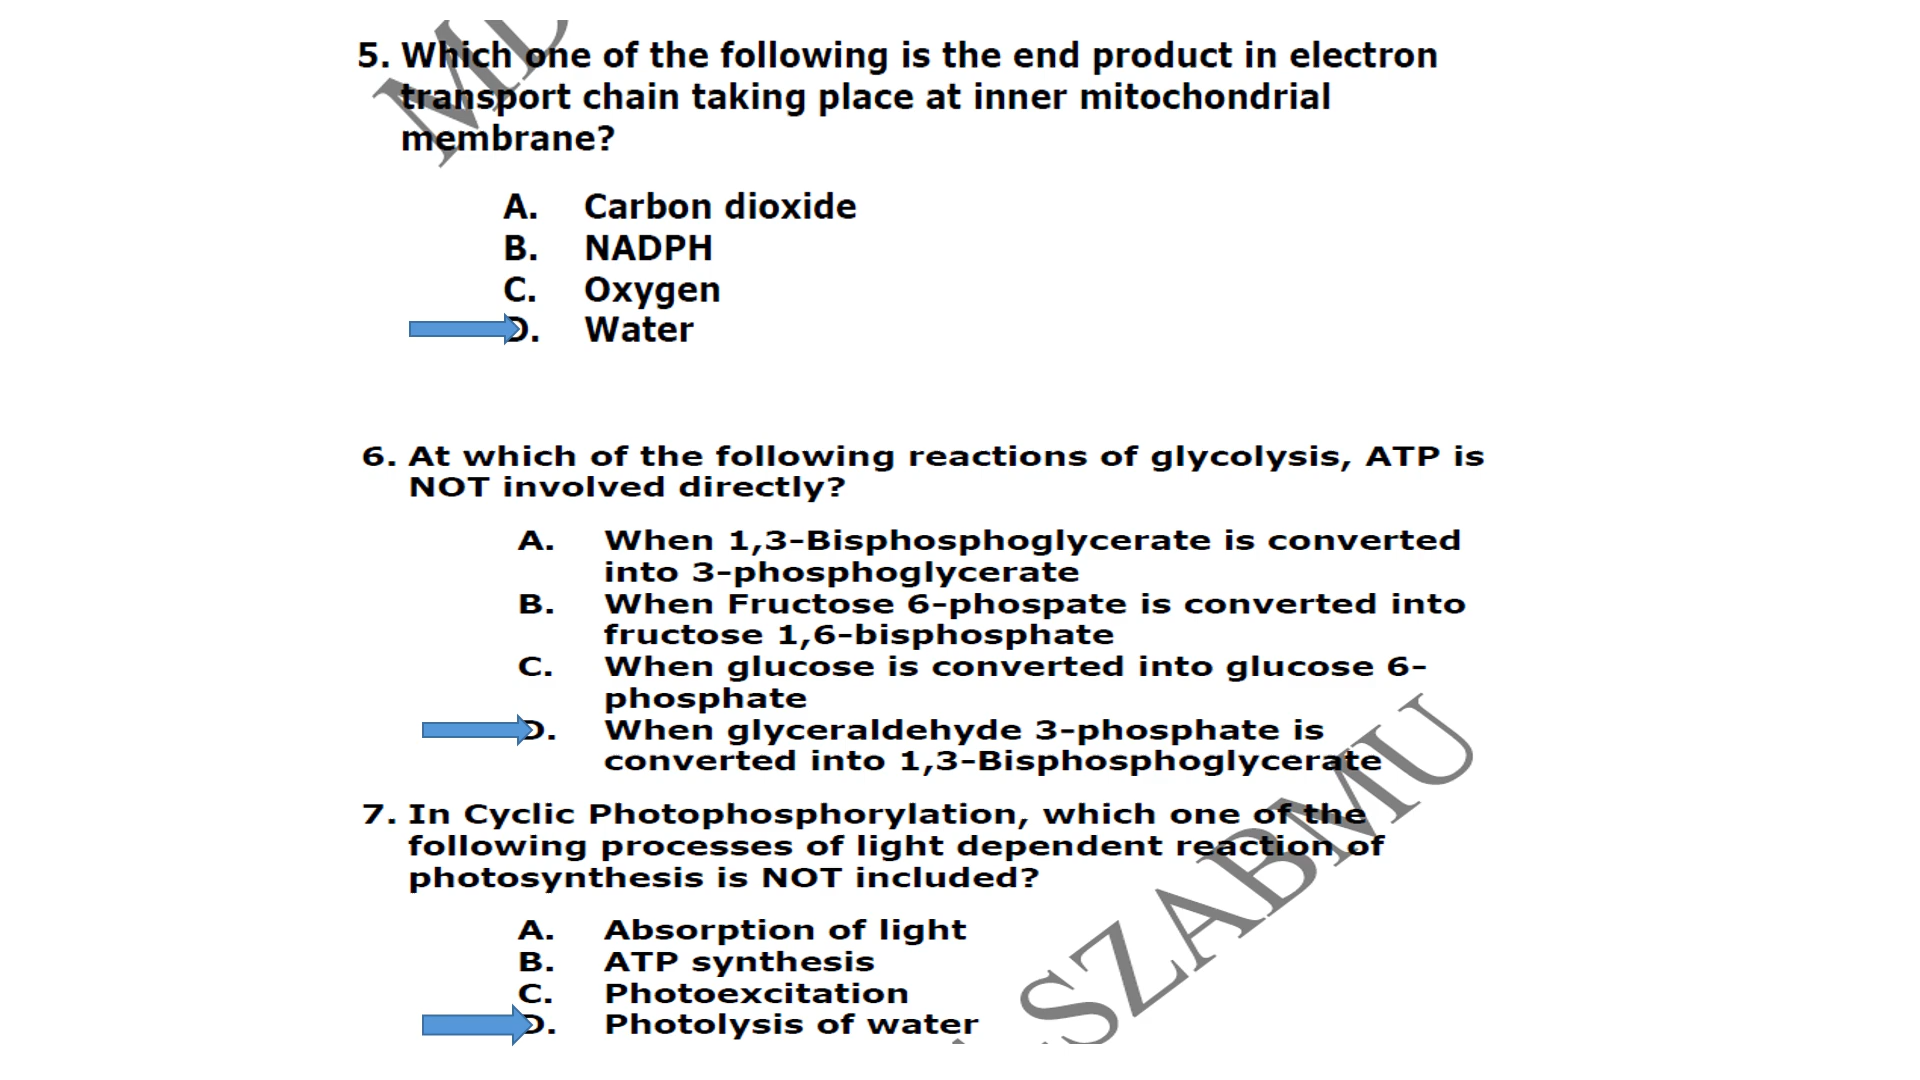 5. Which one of the following is the end product in electron
transport chain taking place at inner mitochondrial
membrane?
A. Carbon dioxide
B. NADPH
C. Oxygen
D. Water
6. At which of the following reactions of glycolysis, ATP is
NOT involved directly?
A. When 1,3–Bisphosphoglycerate is converted
into 3–phosphoglycerate
B. When Fructose 6–phospate is converted into
fructose 1,6–bisphosphate
C. When glucose is converted into glucose 6–
phosphate
D. When glyceraldehyde 3–phosphate is
converted into 1,3–Bisphosphoglycerate
7. In Cyclic Photophosphorylation, which one of the
following processes of light dependent reaction of
photosynthesis is NOT included?
A. Absorption of light
B. ATP synthesis
C. Photoexcitation
D. Photolysis of water
SZABMU